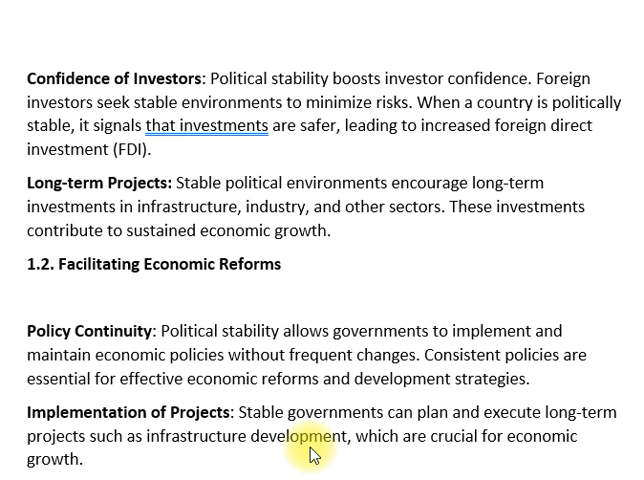 Confidence of Investors: Political stability boosts investor confidence. Foreign
investors seek stable environments to minimize risks. When a country is politically
stable, it signals that investments are safer, leading to increased foreign direct
investment (FDI).
Long-term Projects: Stable political environments encourage long-term
investments in infrastructure, industry, and other sectors. These investments
contribute to sustained economic growth.
1.2. Facilitating Economic Reforms
Policy Continuity: Political stability allows governments to implement and
maintain economic policies without frequent changes. Consistent policies are
essential for effective economic reforms and development strategies.
Implementation of Projects: Stable governments can plan and execute long-term
projects such as infrastructure development, which are crucial for economic
growth.